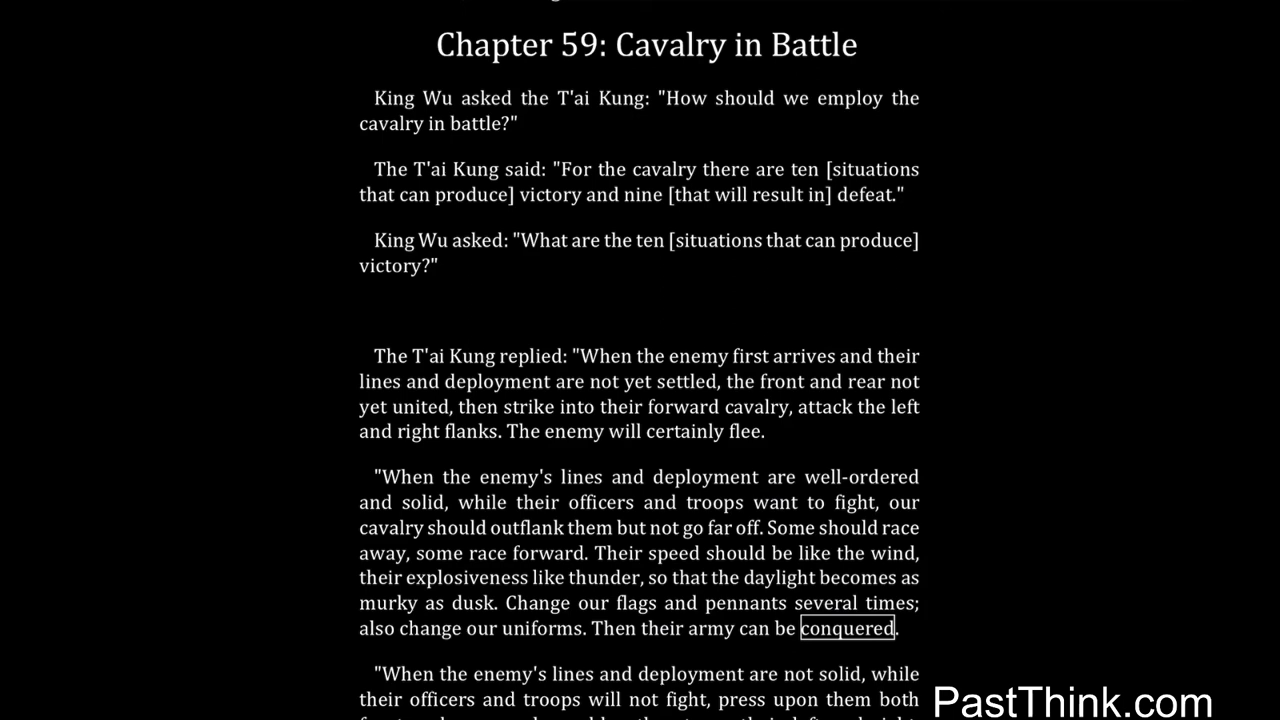 Chapter 59: Cavalry in Battle
King Wu asked the T'ai Kung: "How should we employ the
cavalry in battle?"
The T'ai Kung said: "For the cavalry there are ten [situations
that can produce] victory and nine [that will result in] defeat."
King Wu asked: "What are the ten [situations that can produce]
victory?"
The T'ai Kung replied: "When the enemy first arrives and their
lines and deployment are not yet settled, the front and rear not
yet united, then strike into their forward cavalry, attack the left
and right flanks. The enemy will certainly flee.
"When the enemy's lines and deployment are well-ordered
and solid, while their officers and troops want to fight, our
cavalry should outflank them but not go far off. Some should race
away, some race forward. Their speed should be like the wind,
their explosiveness like thunder, so that the daylight becomes as
murky as dusk. Change our flags and pennants several times;
also change our uniforms. Then their army can be conquered.
"When the enemy's lines and deployment are not solid, while
their officers and troops will not fight, press upon them both
PastThink.com